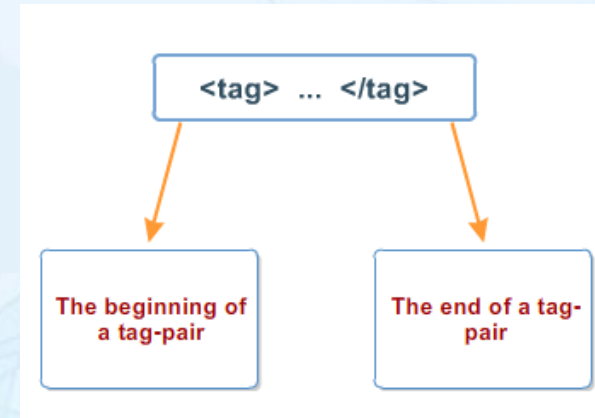 <tag> ... </tag>
The beginning of
a tag-pair
The end of a tag-
pair